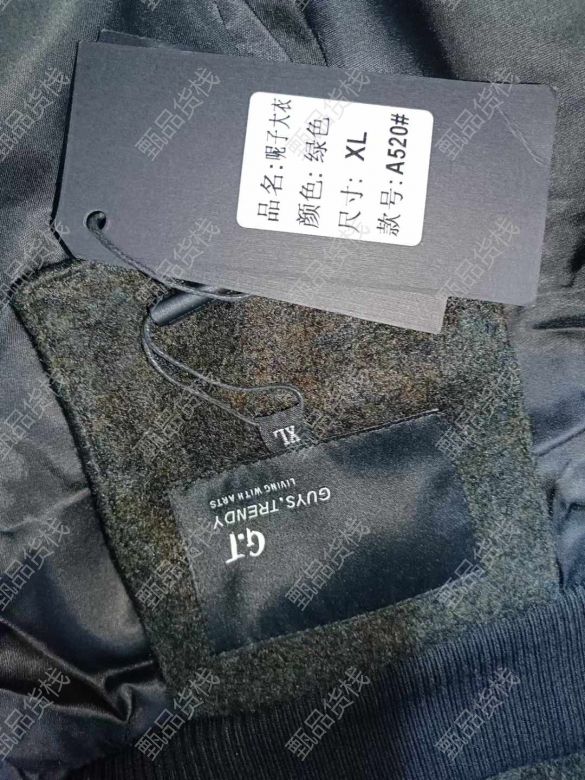 品名:呢子大衣
颜色:绿色
尺寸:XL
款号:A520#
XL
G.T
GUYS.TRENDY
LIVING WITH ARTS
甄品货栈